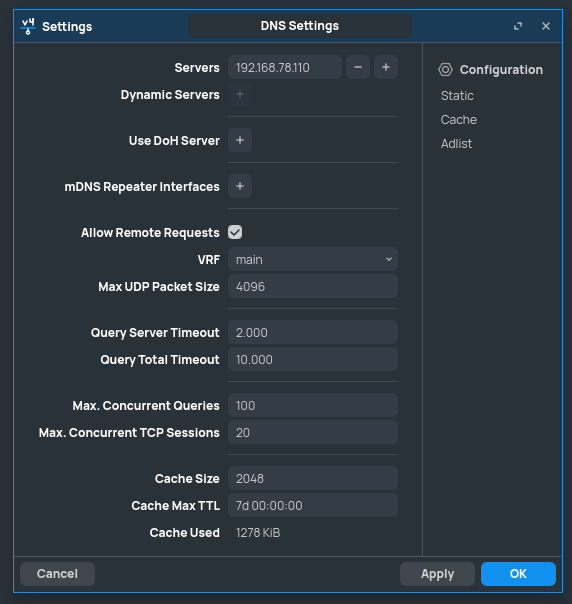 v4 Settings DNS Settings
Servers 192.168.78.110 − +
Dynamic Servers +
Use DoH Server +
mDNS Repeater Interfaces +
Allow Remote Requests
VRF main
Max UDP Packet Size 4096
Query Server Timeout 2.000
Query Total Timeout 10.000
Max. Concurrent Queries 100
Max. Concurrent TCP Sessions 20
Cache Size 2048
Cache Max TTL 7d 00:00:00
Cache Used 1278 KiB
Configuration
Static
Cache
Adlist
Cancel Apply OK